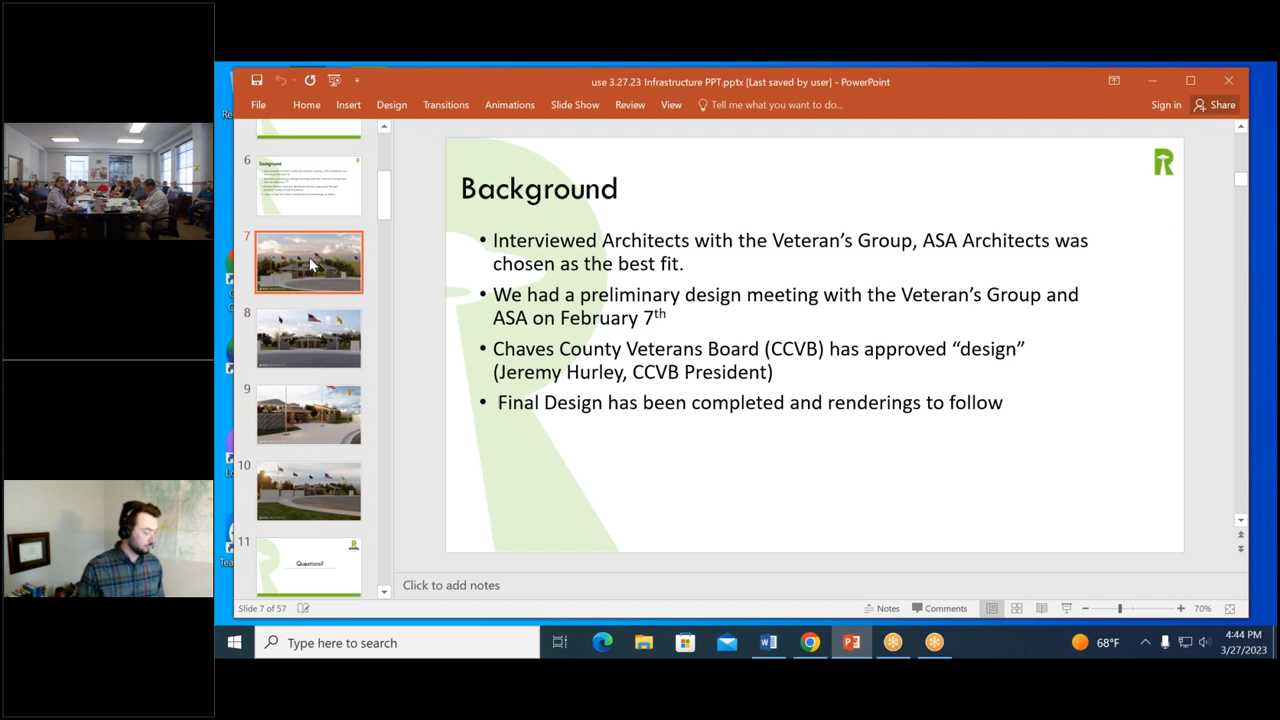 use 3.27.23 Infrastructure PPT.pptx [Last saved by user] - PowerPoint
File Home Insert Design Transitions Animations Slide Show Review View Tell me what you want to do... Sign in Share
6
Background
7
8
9
10
11
Questions?
Background
• Interviewed Architects with the Veteran's Group, ASA Architects was
chosen as the best fit.
• We had a preliminary design meeting with the Veteran's Group and
ASA on February 7th
• Chaves County Veterans Board (CCVB) has approved “design”
(Jeremy Hurley, CCVB President)
• Final Design has been completed and renderings to follow
Click to add notes
Slide 7 of 57 Notes Comments 70%
Type here to search
68°F
4:44 PM
3/27/2023